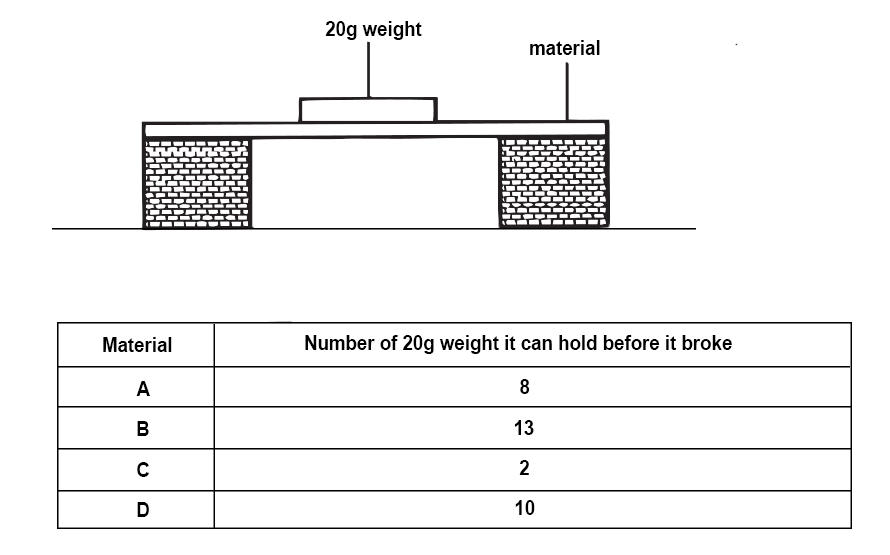 20g weight
material
Material Number of 20g weight it can hold before it broke
A 8
B 13
C 2
D 10